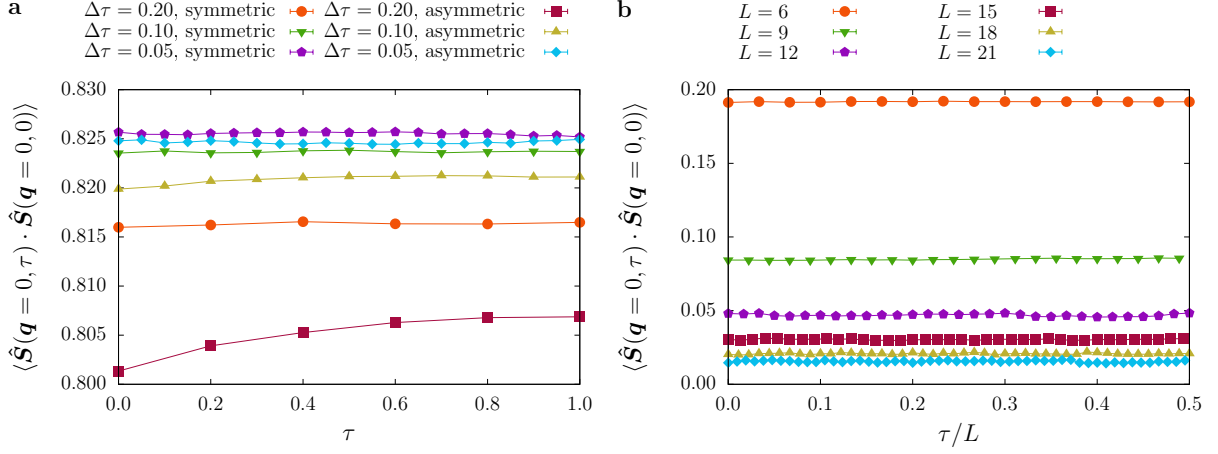 a
Δτ = 0.20, symmetric Δτ = 0.20, asymmetric
Δτ = 0.10, symmetric Δτ = 0.10, asymmetric
Δτ = 0.05, symmetric Δτ = 0.05, asymmetric
⟨Ŝ(q = 0, τ) · Ŝ(q = 0, 0)⟩
0.830
0.825
0.820
0.815
0.810
0.805
0.800
0.0 0.2 0.4 0.6 0.8 1.0
τ
b
L = 6 L = 15
L = 9 L = 18
L = 12 L = 21
⟨Ŝ(q = 0, τ) · Ŝ(q = 0, 0)⟩
0.20
0.15
0.10
0.05
0.00
0.0 0.1 0.2 0.3 0.4 0.5
τ/L